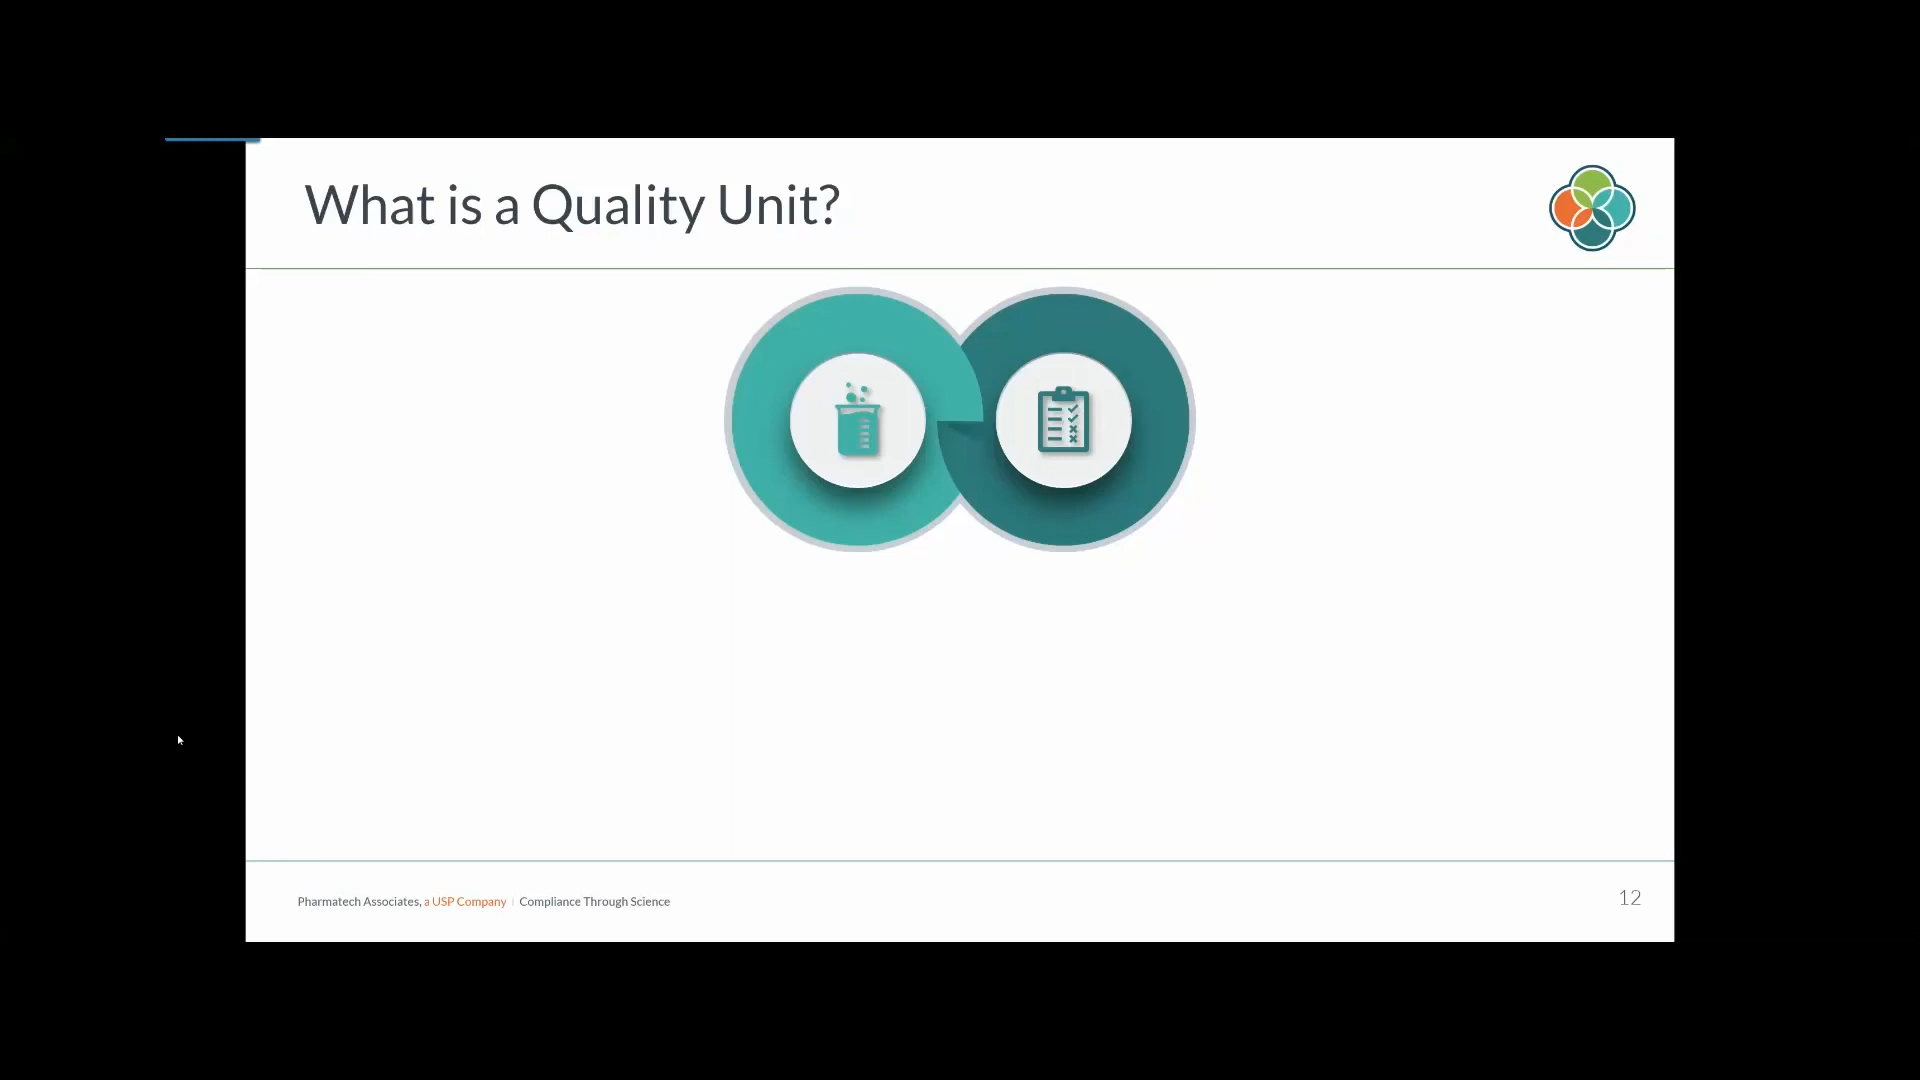 What is a Quality Unit?
Pharmatech Associates, a USP Company | Compliance Through Science
12